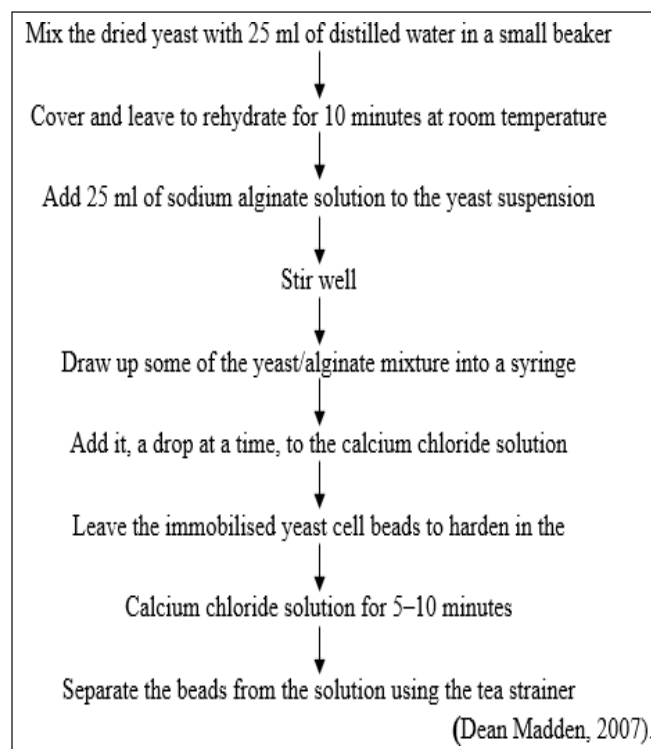 Mix the dried yeast with 25 ml of distilled water in a small beaker
Cover and leave to rehydrate for 10 minutes at room temperature
Add 25 ml of sodium alginate solution to the yeast suspension
Stir well
Draw up some of the yeast/alginate mixture into a syringe
Add it, a drop at a time, to the calcium chloride solution
Leave the immobilised yeast cell beads to harden in the
Calcium chloride solution for 5–10 minutes
Separate the beads from the solution using the tea strainer
(Dean Madden, 2007).